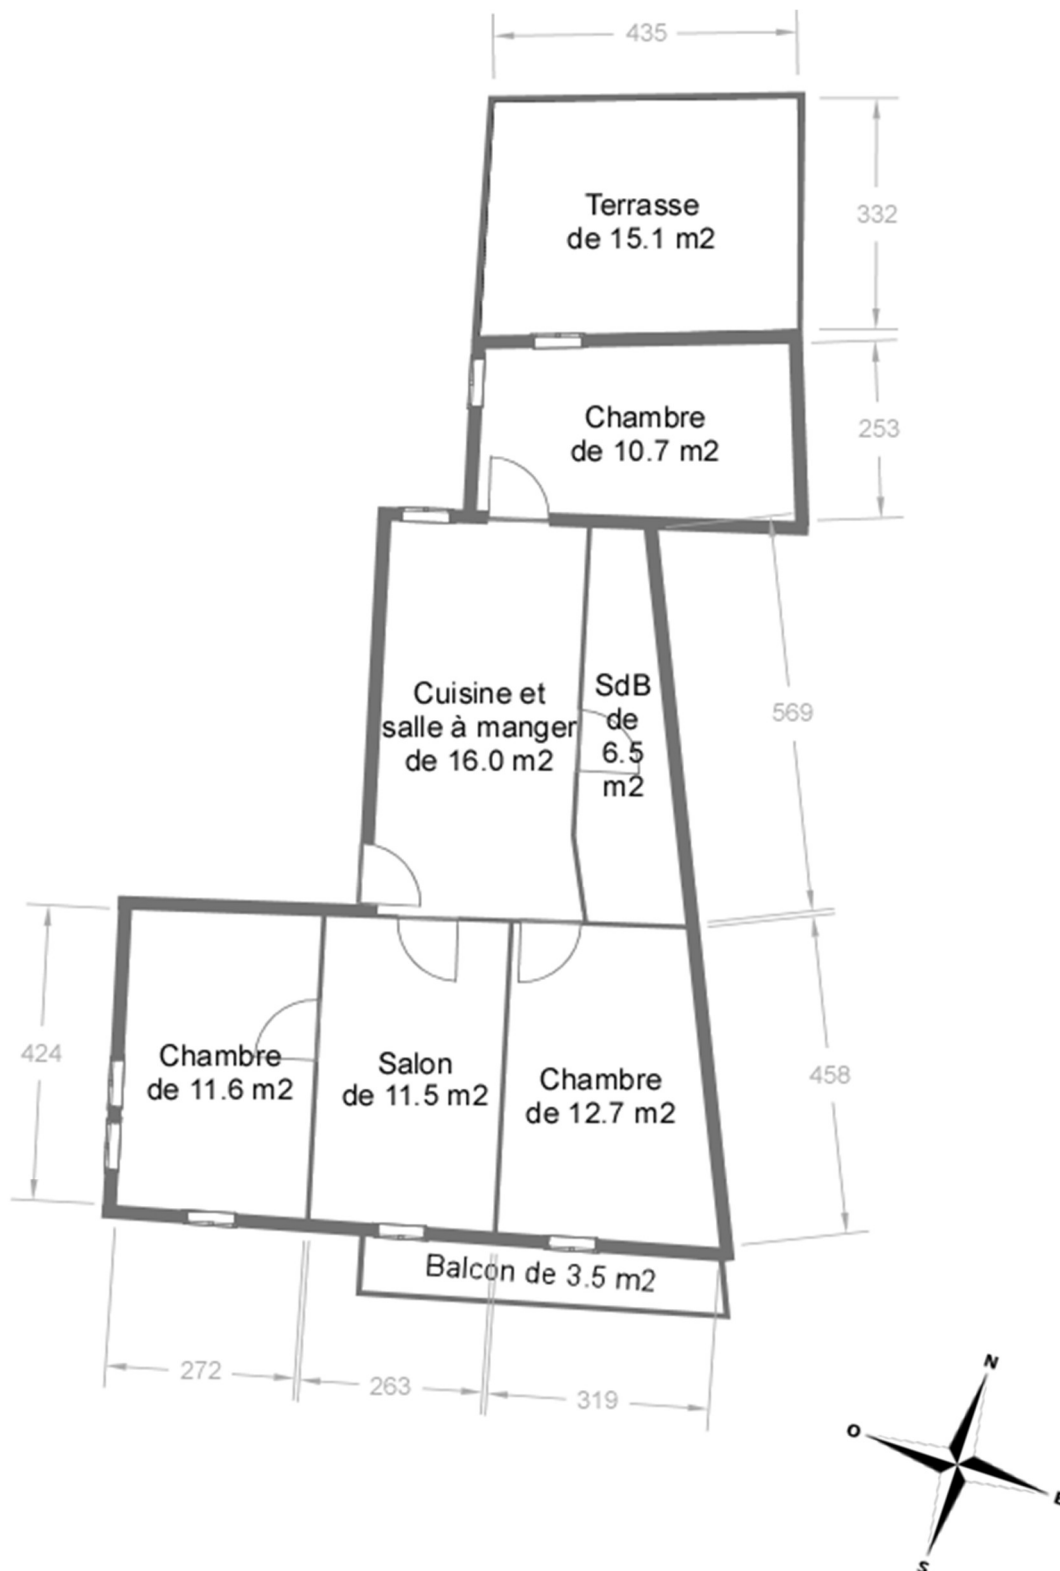 435
Terrasse
de 15.1 m2
332
Chambre
de 10.7 m2
253
Cuisine et
salle à manger
de 16.0 m2
SdB
de
6.5
m2
569
424
Chambre
de 11.6 m2
Salon
de 11.5 m2
Chambre
de 12.7 m2
458
Balcon de 3.5 m2
272
263
319
N
O
E
S